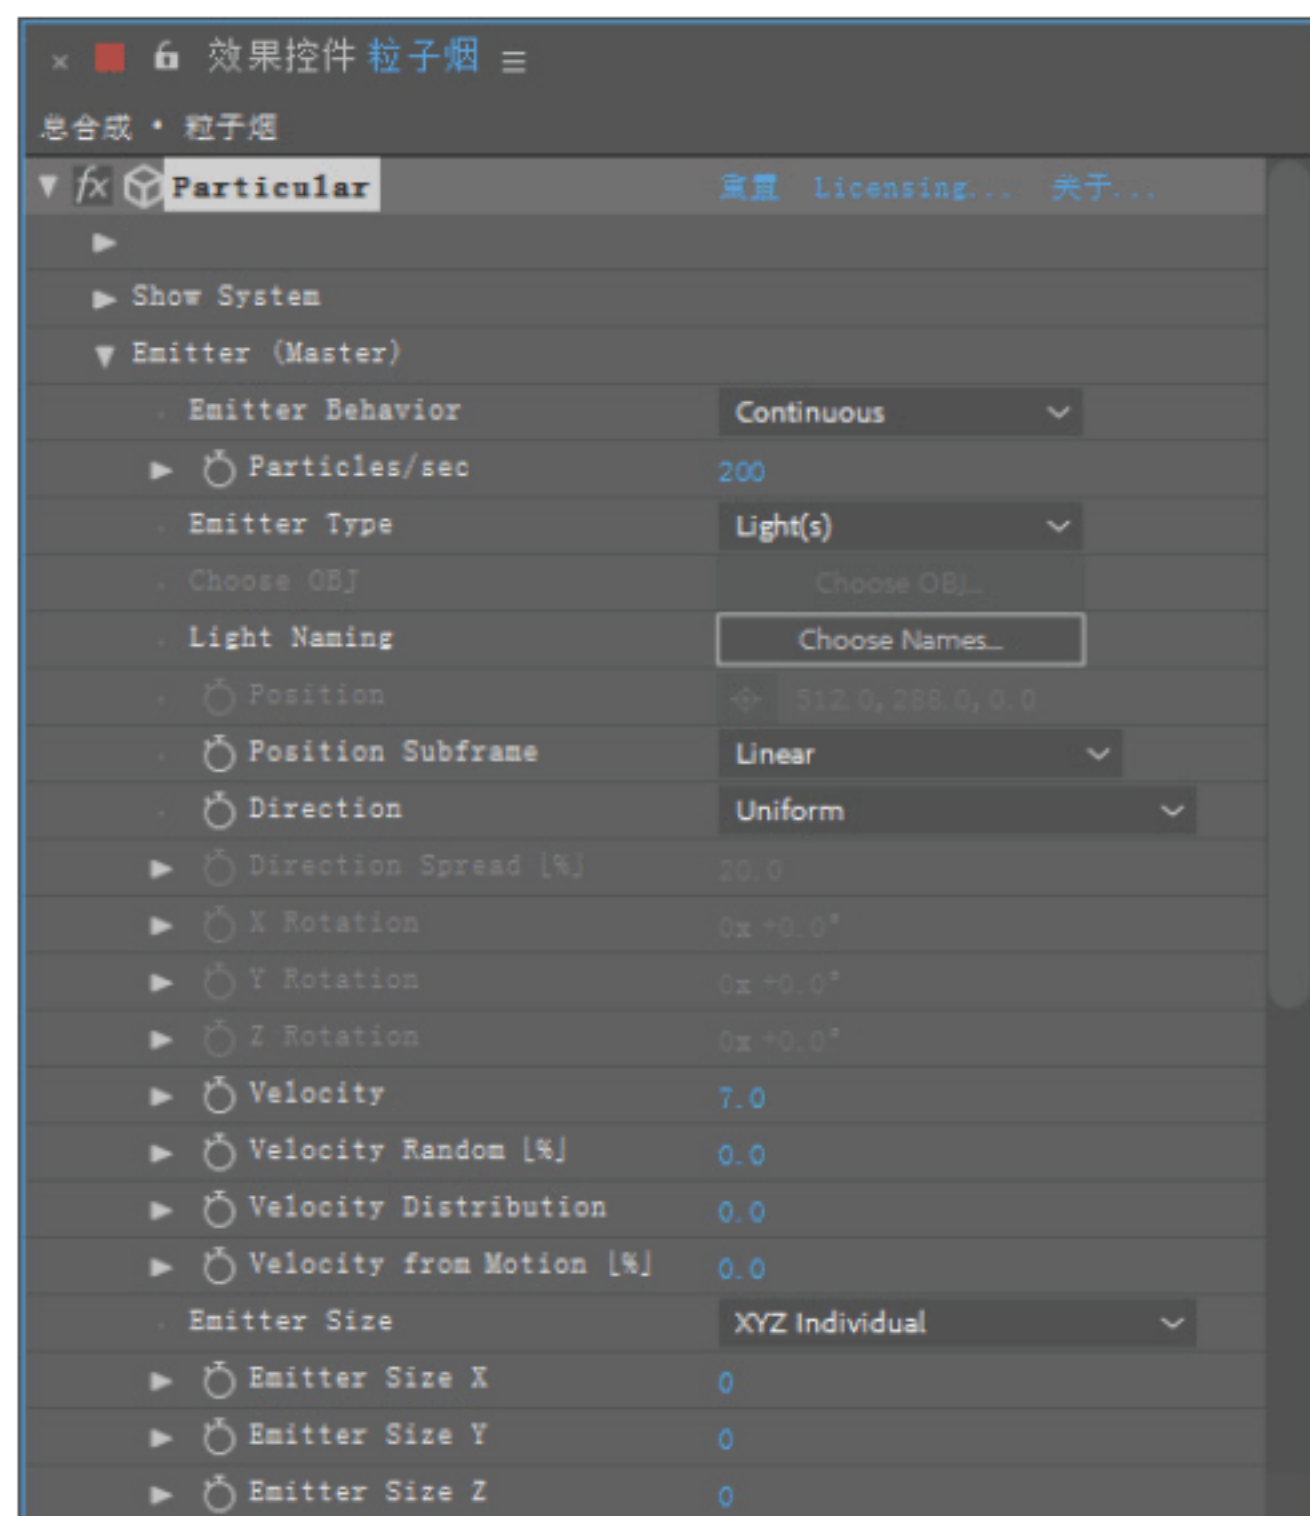 效果控件 粒子烟
总合成 • 粒子烟
fx Particular 重置 Licensing... 关于...
Show System
Emitter (Master)
Emitter Behavior Continuous
Particles/sec 200
Emitter Type Light(s)
Choose OBJ Choose OBJ...
Light Naming Choose Names...
Position 512.0,288.0,0.0
Position Subframe Linear
Direction Uniform
Direction Spread [%] 20.0
X Rotation 0x+0.0°
Y Rotation 0x+0.0°
Z Rotation 0x+0.0°
Velocity 7.0
Velocity Random [%] 0.0
Velocity Distribution 0.0
Velocity from Motion [%] 0.0
Emitter Size XYZ Individual
Emitter Size X 0
Emitter Size Y 0
Emitter Size Z 0